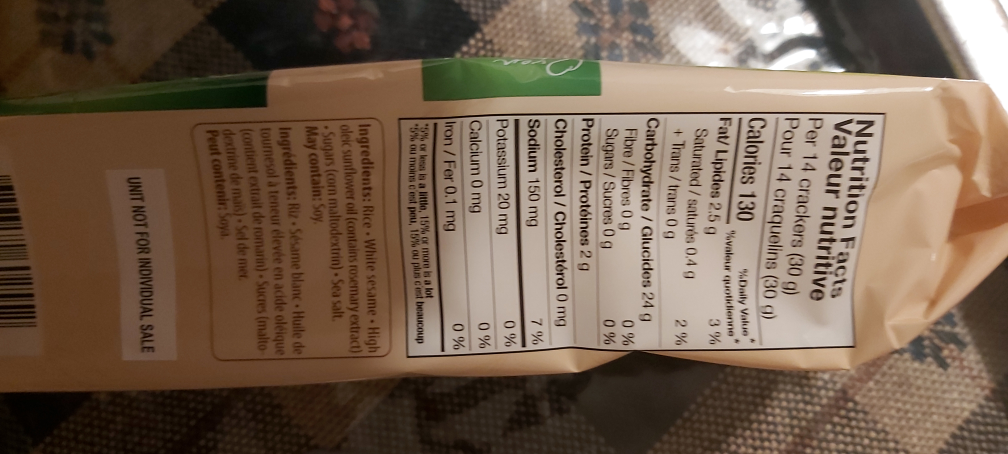 Nutrition Facts
Valeur nutritive
Per 14 crackers (30 g)
Pour 14 craquelins (30 g)
Calories 130 % Daily Value*
% valeur quotidienne*
Fat / Lipides 2.5 g 3 %
Saturated / saturés 0.4 g
+ Trans / trans 0 g 2 %
Carbohydrate / Glucides 24 g
Fibre / Fibres 0 g 0 %
Sugars / Sucres 0 g 0 %
Protein / Protéines 2 g
Cholesterol / Cholestérol 0 mg
Sodium 150 mg 7 %
Potassium 20 mg 0 %
Calcium 0 mg 0 %
Iron / Fer 0.1 mg 0 %
*5% or less is a little, 15% or more is a lot
*5% ou moins c'est peu, 15% ou plus c'est beaucoup
Ingredients: Rice • White sesame • High
oleic sunflower oil (contains rosemary extract)
• Sugars (corn maltodextrin) • Sea salt.
May contain: Soy.
Ingrédients: Riz • Sésame blanc • Huile de
tournesol à teneur élevée en acide oléique
(contient extrait de romarin) • Sucres (malto-
dextrine de maïs) • Sel de mer.
Peut contenir: Soya.
UNIT NOT FOR INDIVIDUAL SALE